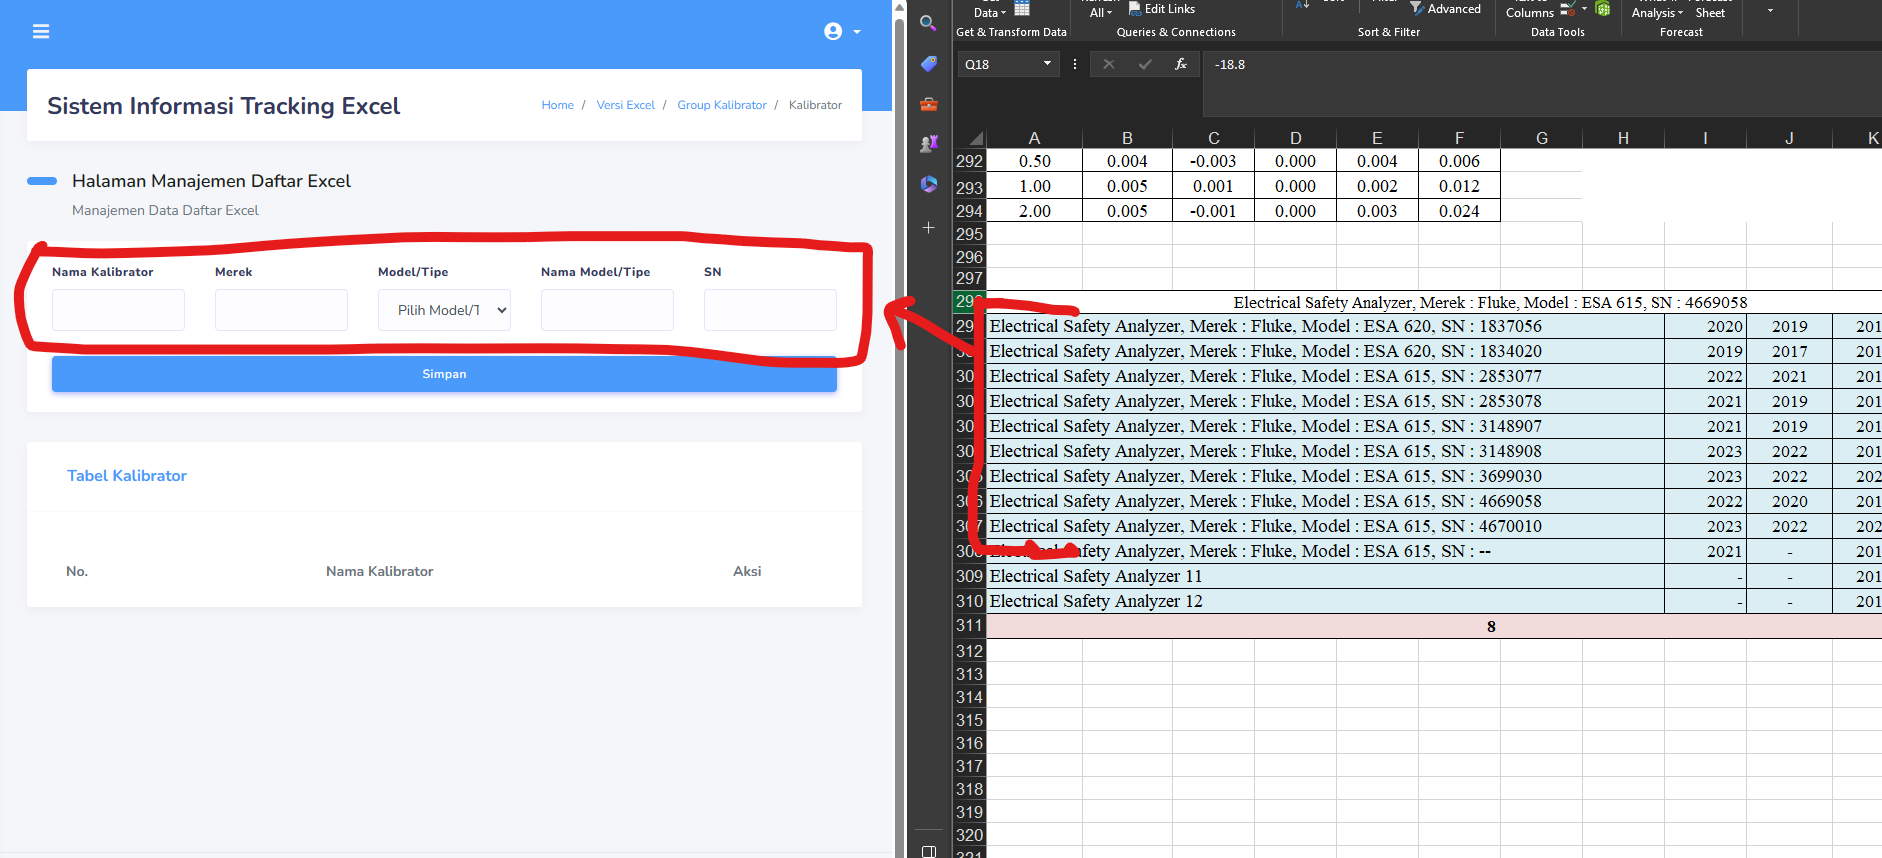 Sistem Informasi Tracking Excel
Home / Versi Excel / Group Kalibrator / Kalibrator
Halaman Manajemen Daftar Excel
Manajemen Data Daftar Excel
Nama Kalibrator Merek Model/Tipe Nama Model/Tipe SN
Pilih Model/T
Simpan
Tabel Kalibrator
No. Nama Kalibrator Aksi
Data All Edit Links Advanced Columns Analysis Sheet
Get & Transform Data Queries & Connections Sort & Filter Data Tools Forecast
Q18 fx -18.8
A B C D E F G H I J K
292 0.50 0.004 -0.003 0.000 0.004 0.006
293 1.00 0.005 0.001 0.000 0.002 0.012
294 2.00 0.005 -0.001 0.000 0.003 0.024
295
296
297
Electrical Safety Analyzer, Merek : Fluke, Model : ESA 615, SN : 4669058
Electrical Safety Analyzer, Merek : Fluke, Model : ESA 620, SN : 1837056 2020 2019 201
Electrical Safety Analyzer, Merek : Fluke, Model : ESA 620, SN : 1834020 2019 2017 201
Electrical Safety Analyzer, Merek : Fluke, Model : ESA 615, SN : 2853077 2022 2021 201
Electrical Safety Analyzer, Merek : Fluke, Model : ESA 615, SN : 2853078 2021 2019 201
Electrical Safety Analyzer, Merek : Fluke, Model : ESA 615, SN : 3148907 2021 2019 201
Electrical Safety Analyzer, Merek : Fluke, Model : ESA 615, SN : 3148908 2023 2022 201
Electrical Safety Analyzer, Merek : Fluke, Model : ESA 615, SN : 3699030 2023 2022 202
306 Electrical Safety Analyzer, Merek : Fluke, Model : ESA 615, SN : 4669058 2022 2020 201
307 Electrical Safety Analyzer, Merek : Fluke, Model : ESA 615, SN : 4670010 2023 2022 202
Electrical Safety Analyzer, Merek : Fluke, Model : ESA 615, SN : -- 2021 - 201
309 Electrical Safety Analyzer 11 - - 201
310 Electrical Safety Analyzer 12 - - 201
311 8
312
313
314
315
316
317
318
319
320
321